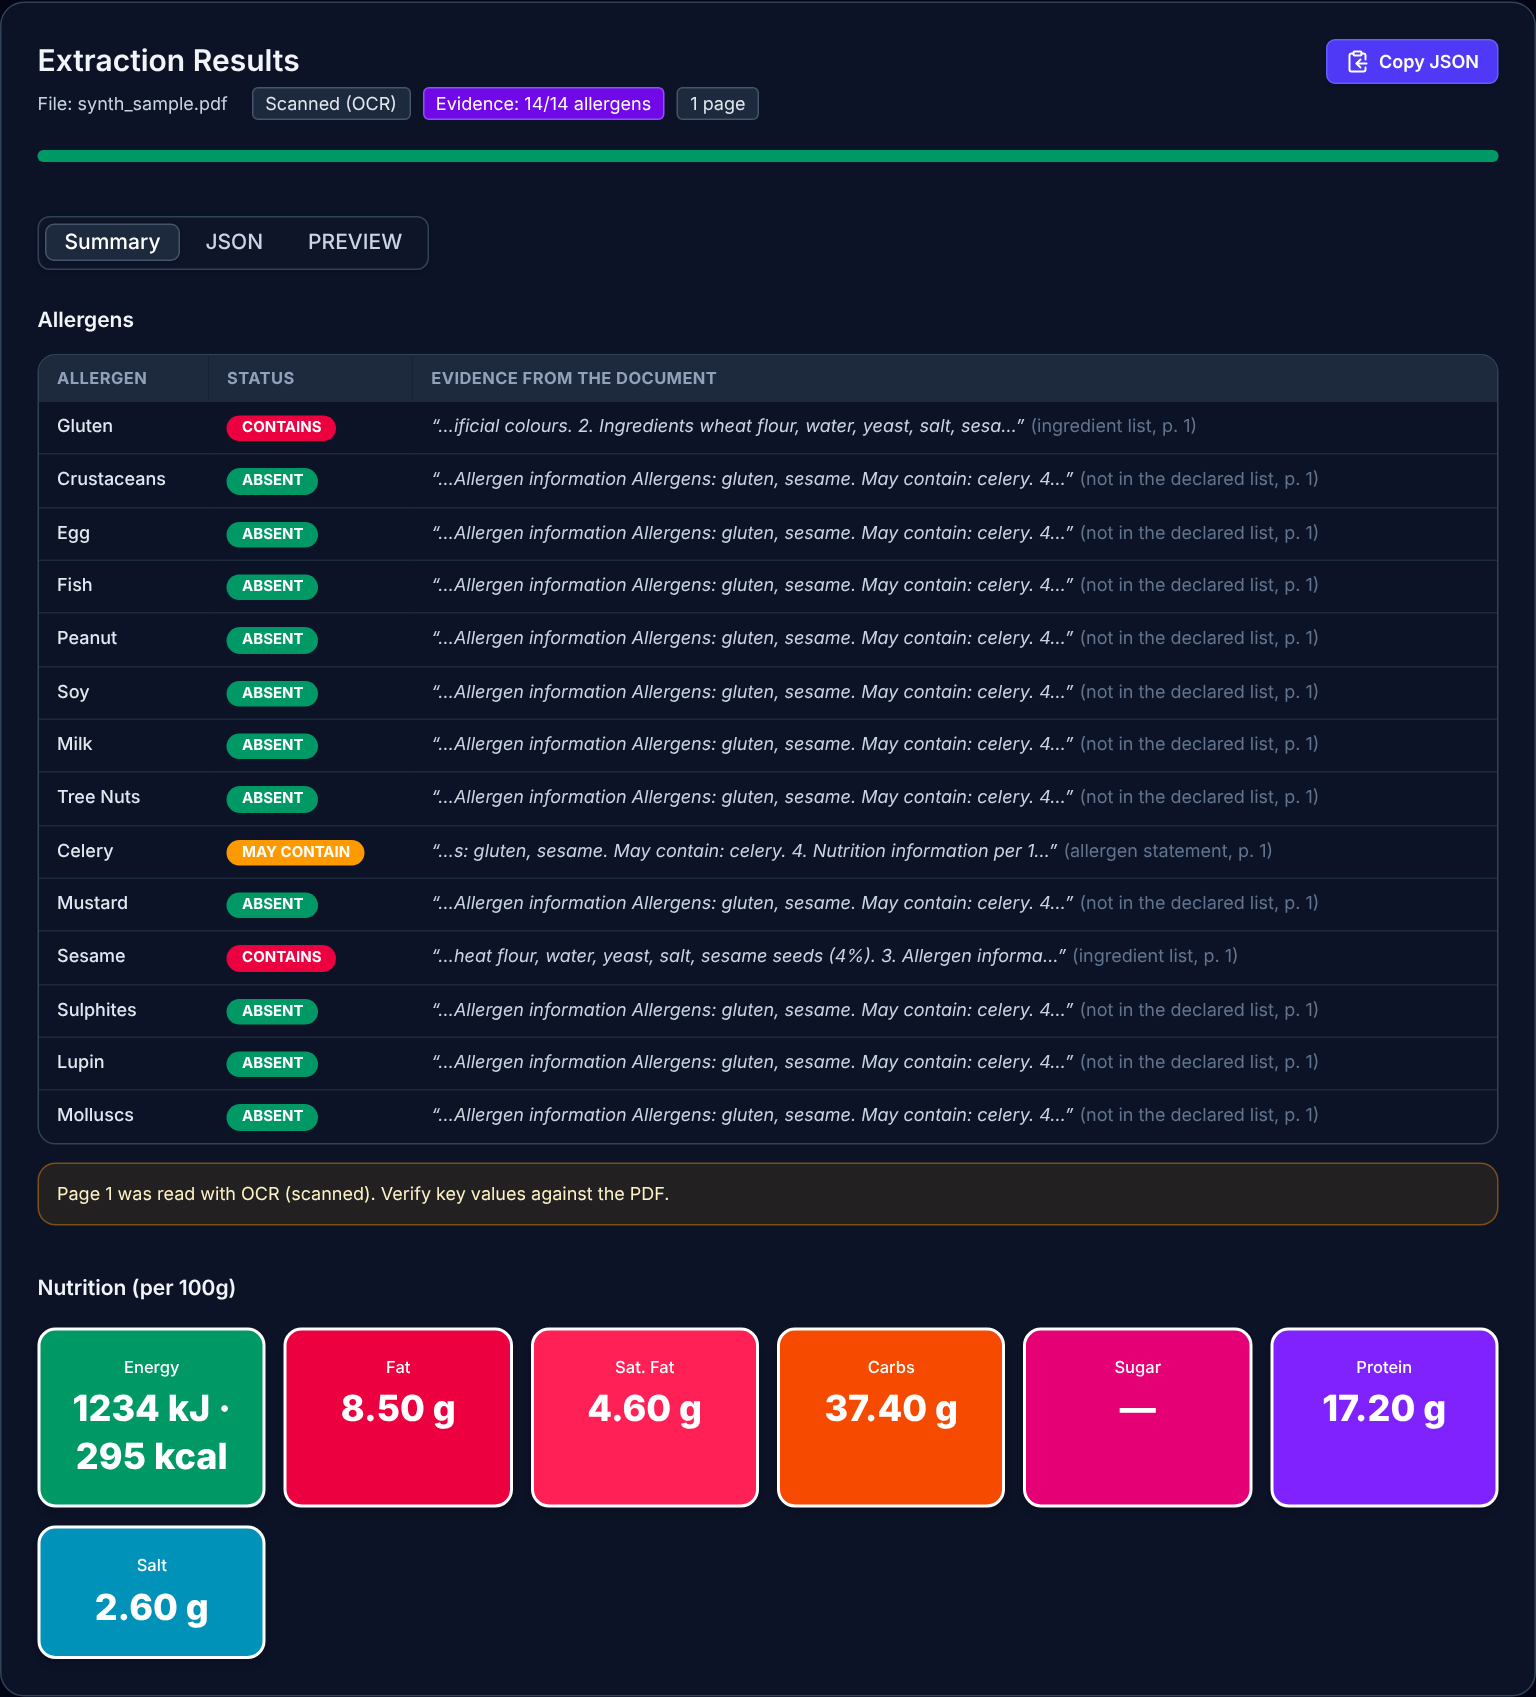 Extraction Results
Copy JSON
File: synth_sample.pdf Scanned (OCR) Evidence: 14/14 allergens 1 page
Summary JSON PREVIEW
Allergens
ALLERGEN STATUS EVIDENCE FROM THE DOCUMENT
Gluten CONTAINS “…ificial colours. 2. Ingredients wheat flour, water, yeast, salt, sesa…” (ingredient list, p. 1)
Crustaceans ABSENT “…Allergen information Allergens: gluten, sesame. May contain: celery. 4…” (not in the declared list, p. 1)
Egg ABSENT “…Allergen information Allergens: gluten, sesame. May contain: celery. 4…” (not in the declared list, p. 1)
Fish ABSENT “…Allergen information Allergens: gluten, sesame. May contain: celery. 4…” (not in the declared list, p. 1)
Peanut ABSENT “…Allergen information Allergens: gluten, sesame. May contain: celery. 4…” (not in the declared list, p. 1)
Soy ABSENT “…Allergen information Allergens: gluten, sesame. May contain: celery. 4…” (not in the declared list, p. 1)
Milk ABSENT “…Allergen information Allergens: gluten, sesame. May contain: celery. 4…” (not in the declared list, p. 1)
Tree Nuts ABSENT “…Allergen information Allergens: gluten, sesame. May contain: celery. 4…” (not in the declared list, p. 1)
Celery MAY CONTAIN “…s: gluten, sesame. May contain: celery. 4. Nutrition information per 1…” (allergen statement, p. 1)
Mustard ABSENT “…Allergen information Allergens: gluten, sesame. May contain: celery. 4…” (not in the declared list, p. 1)
Sesame CONTAINS “…heat flour, water, yeast, salt, sesame seeds (4%). 3. Allergen informa…” (ingredient list, p. 1)
Sulphites ABSENT “…Allergen information Allergens: gluten, sesame. May contain: celery. 4…” (not in the declared list, p. 1)
Lupin ABSENT “…Allergen information Allergens: gluten, sesame. May contain: celery. 4…” (not in the declared list, p. 1)
Molluscs ABSENT “…Allergen information Allergens: gluten, sesame. May contain: celery. 4…” (not in the declared list, p. 1)
Page 1 was read with OCR (scanned). Verify key values against the PDF.
Nutrition (per 100g)
Energy
1234 kJ ·
295 kcal
Fat
8.50 g
Sat. Fat
4.60 g
Carbs
37.40 g
Sugar
—
Protein
17.20 g
Salt
2.60 g